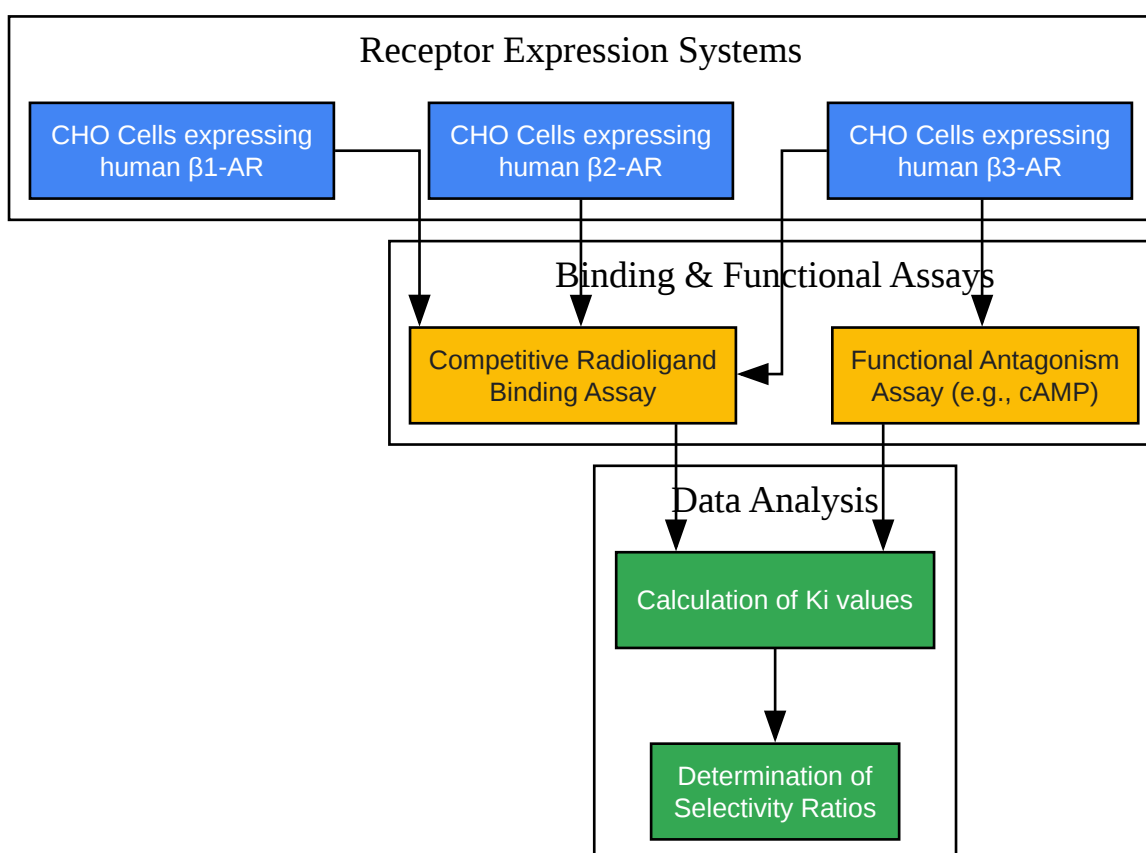 Receptor Expression Systems
CHO Cells expressing
human β1-AR
CHO Cells expressing
human β2-AR
CHO Cells expressing
human β3-AR
Binding & Functional Assays
Competitive Radioligand
Binding Assay
Functional Antagonism
Assay (e.g., cAMP)
Data Analysis
Calculation of Ki values
Determination of
Selectivity Ratios